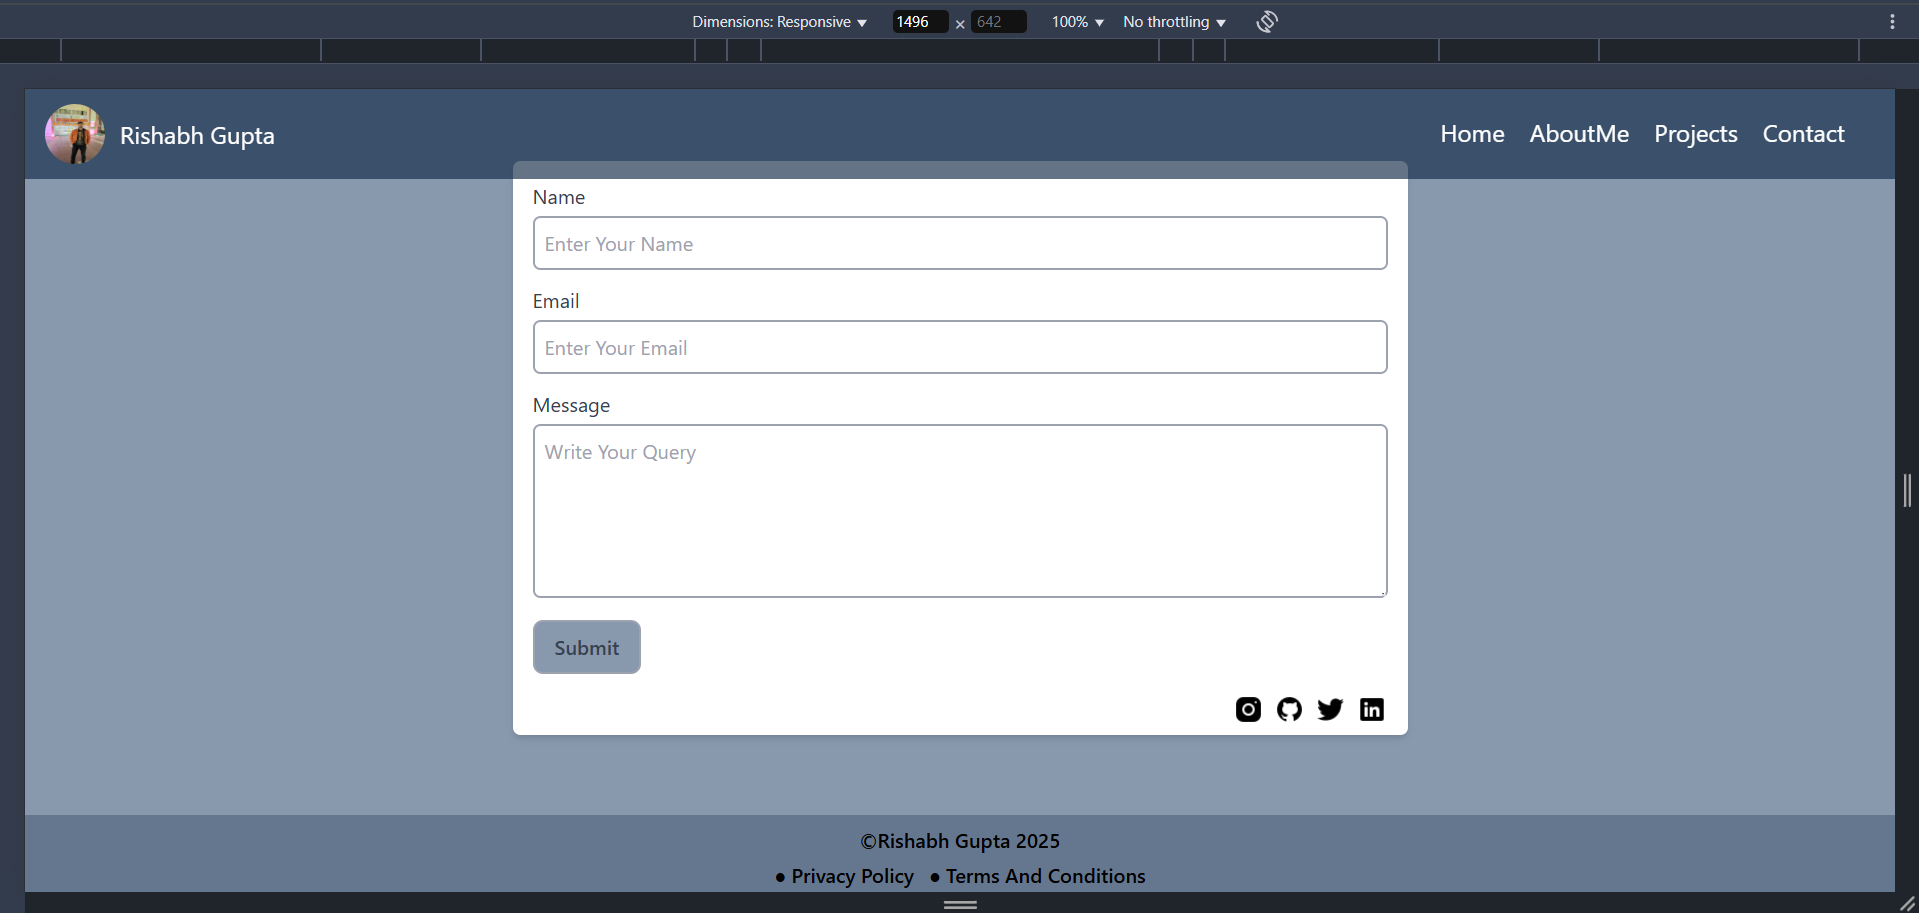 Dimensions: Responsive ▼ 1496 × 642 100% ▼ No throttling ▼
Rishabh Gupta
Home AboutMe Projects Contact
Name
Enter Your Name
Email
Enter Your Email
Message
Write Your Query
Submit
©Rishabh Gupta 2025
● Privacy Policy ● Terms And Conditions